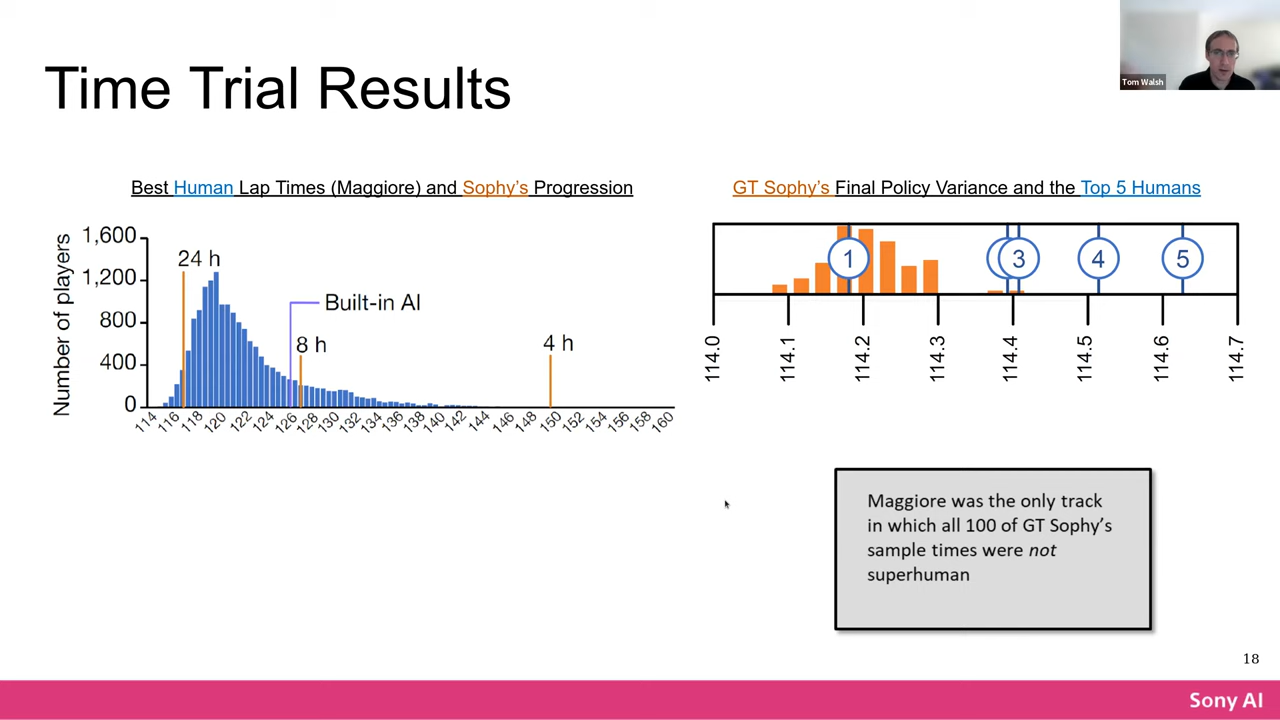 Tom Walsh
Time Trial Results
Best Human Lap Times (Maggiore) and Sophy's Progression
Number of players
1,600
1,200
800
400
0
24 h
Built-in AI
8 h
4 h
114 116 118 120 122 124 126 128 130 132 134 136 138 140 142 144 146 148 150 152 154 156 158 160
GT Sophy's Final Policy Variance and the Top 5 Humans
1 3 4 5
114.0 114.1 114.2 114.3 114.4 114.5 114.6 114.7
Maggiore was the only track
in which all 100 of GT Sophy's
sample times were not
superhuman
18
Sony AI